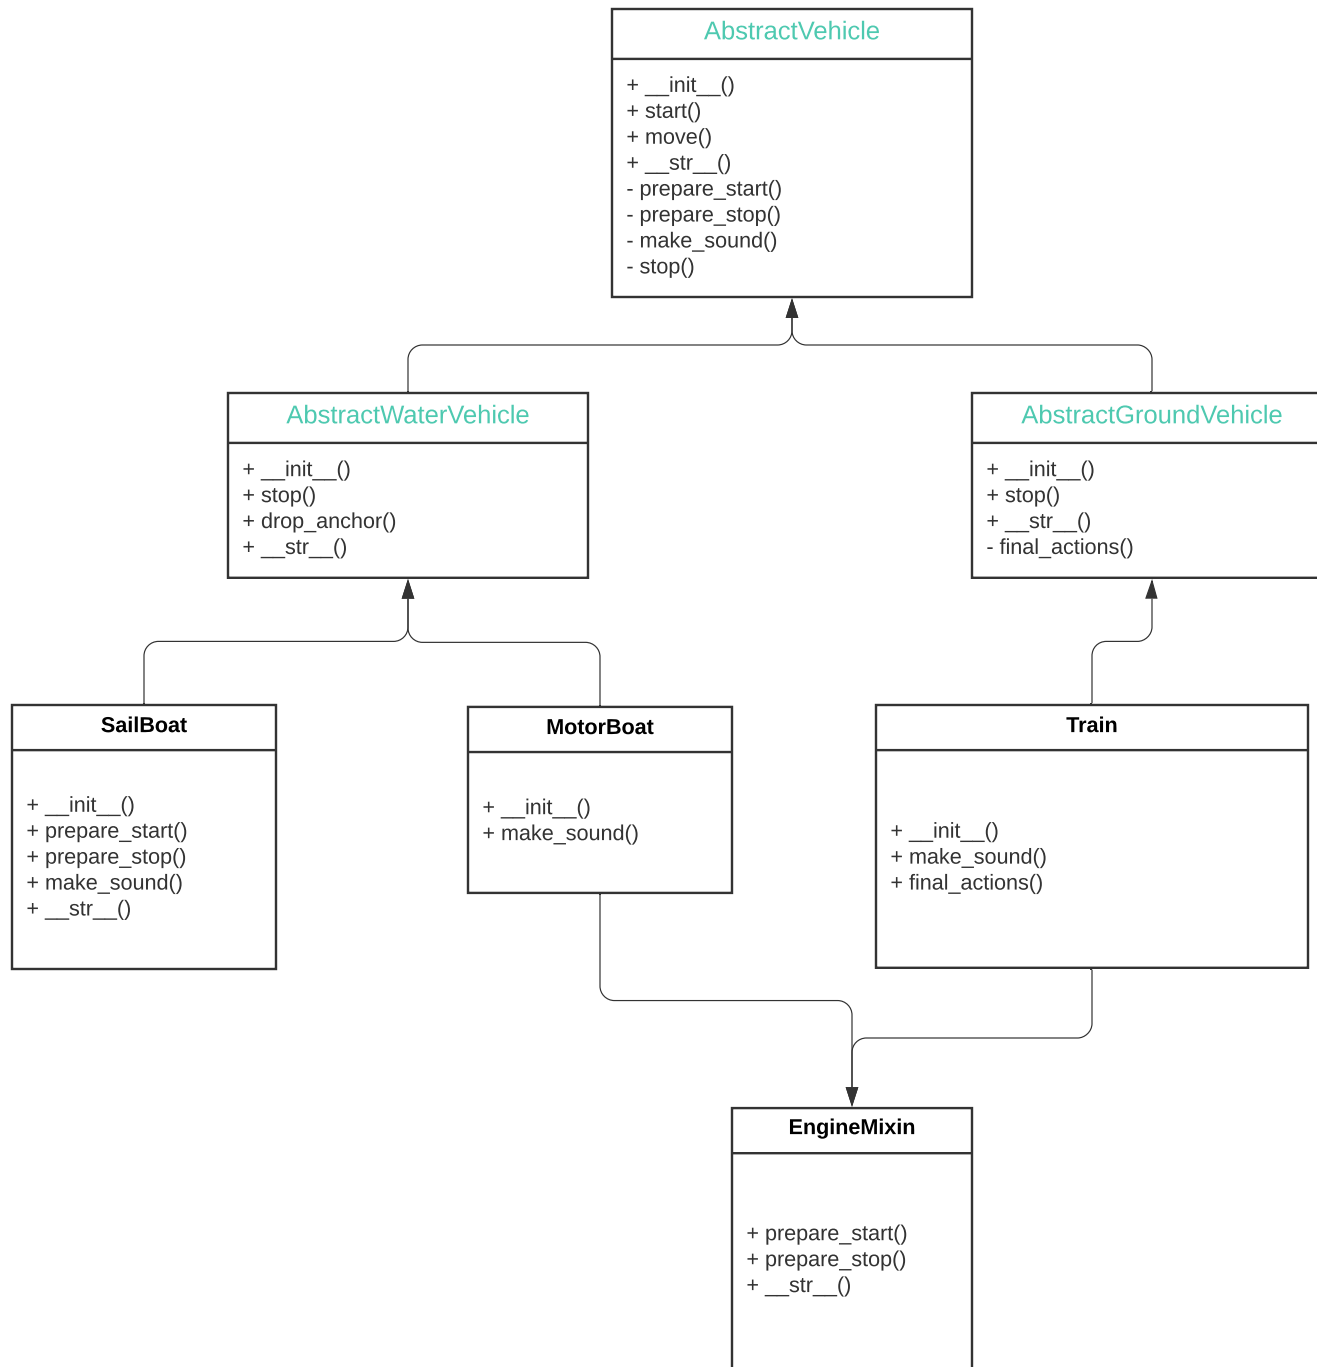 AbstractVehicle
+ __init__()
+ start()
+ move()
+ __str__()
- prepare_start()
- prepare_stop()
- make_sound()
- stop()
AbstractWaterVehicle
+ __init__()
+ stop()
+ drop_anchor()
+ __str__()
AbstractGroundVehicle
+ __init__()
+ stop()
+ __str__()
- final_actions()
SailBoat
+ __init__()
+ prepare_start()
+ prepare_stop()
+ make_sound()
+ __str__()
MotorBoat
+ __init__()
+ make_sound()
Train
+ __init__()
+ make_sound()
+ final_actions()
EngineMixin
+ prepare_start()
+ prepare_stop()
+ __str__()